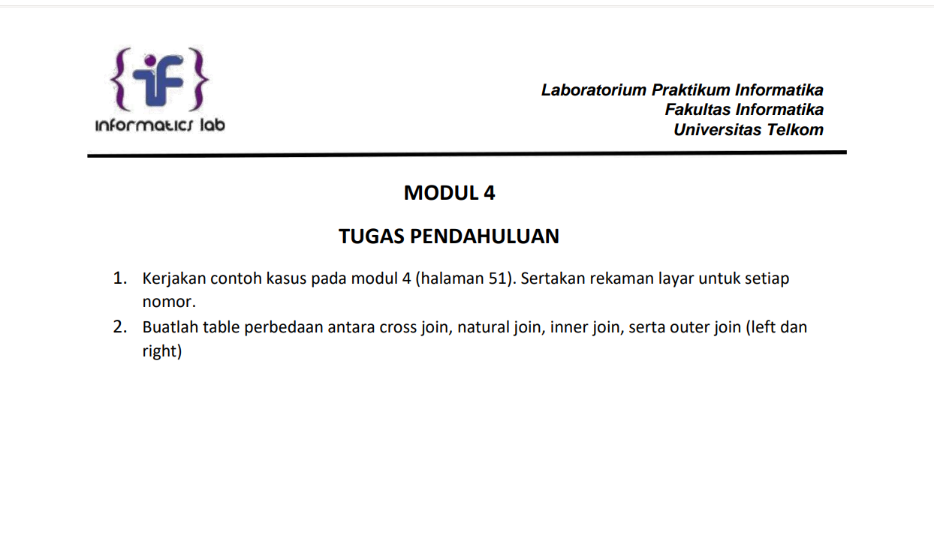 if
informatics lab
Laboratorium Praktikum Informatika
Fakultas Informatika
Universitas Telkom
MODUL 4
TUGAS PENDAHULUAN
1. Kerjakan contoh kasus pada modul 4 (halaman 51). Sertakan rekaman layar untuk setiap
nomor.
2. Buatlah table perbedaan antara cross join, natural join, inner join, serta outer join (left dan
right)